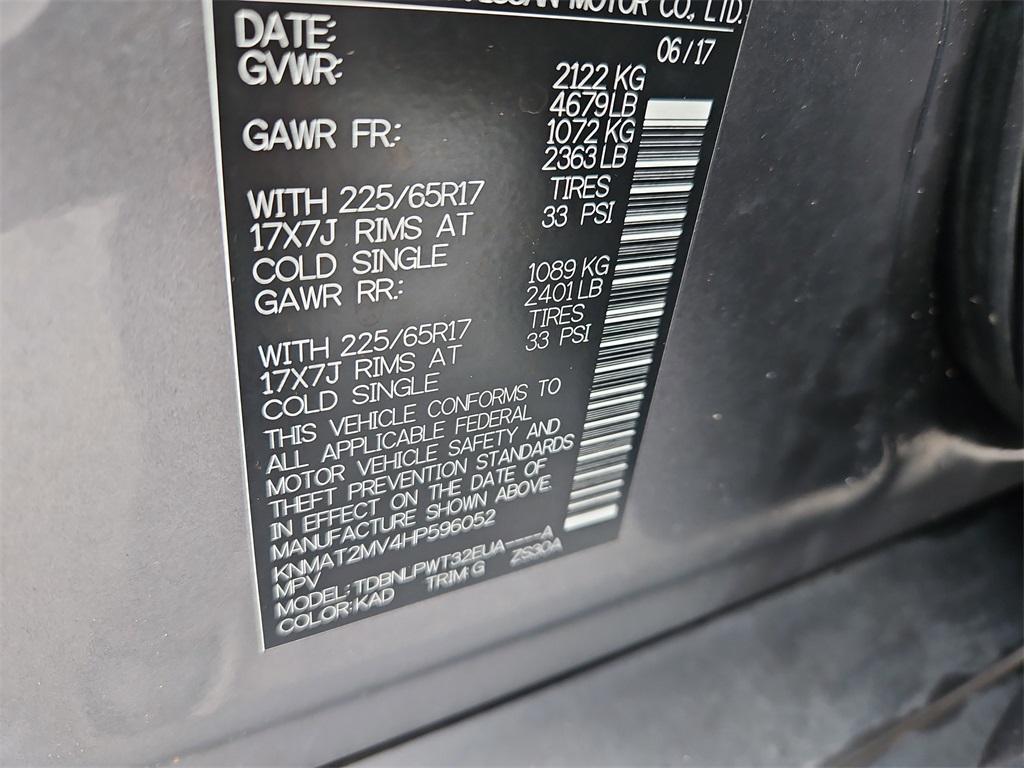 MOTOR CO., LTD.
DATE: 06/17
GVWR: 2122 KG
4679LB
GAWR FR: 1072 KG
2363 LB
WITH 225/65R17 TIRES
17X7J RIMS AT 33 PSI
COLD SINGLE
GAWR RR: 1089 KG
2401 LB
WITH 225/65R17 TIRES
17X7J RIMS AT 33 PSI
COLD SINGLE
THIS VEHICLE CONFORMS TO
ALL APPLICABLE FEDERAL
MOTOR VEHICLE SAFETY AND
THEFT PREVENTION STANDARDS
IN EFFECT ON THE DATE OF
MANUFACTURE SHOWN ABOVE.
KNMAT2MV4HP596052
MPV
MODEL: TDBNLPWT32EUA----A
COLOR: KAD TRIM: G ZS30A